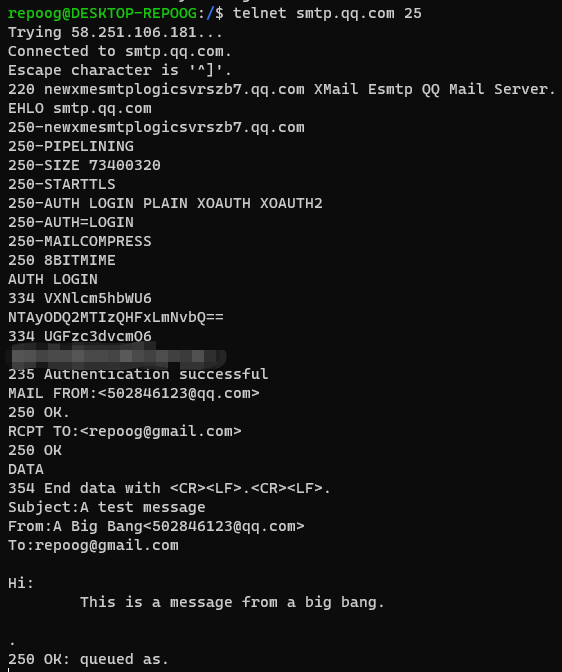 repoog@DESKTOP-REPOOG:/$ telnet smtp.qq.com 25
Trying 58.251.106.181...
Connected to smtp.qq.com.
Escape character is '^]'.
220 newxmesmtplogicsvrszb7.qq.com XMail Esmtp QQ Mail Server.
EHLO smtp.qq.com
250-newxmesmtplogicsvrszb7.qq.com
250-PIPELINING
250-SIZE 73400320
250-STARTTLS
250-AUTH LOGIN PLAIN XOAUTH XOAUTH2
250-AUTH=LOGIN
250-MAILCOMPRESS
250 8BITMIME
AUTH LOGIN
334 VXNlcm5hbWU6
NTAyODQ2MTIzQHFxLmNvbQ==
334 UGFzc3dvcmQ6
235 Authentication successful
MAIL FROM:<502846123@qq.com>
250 OK.
RCPT TO:<repoog@gmail.com>
250 OK
DATA
354 End data with <CR><LF>.<CR><LF>.
Subject:A test message
From:A Big Bang<502846123@qq.com>
To:repoog@gmail.com
Hi:
This is a message from a big bang.
.
250 OK: queued as.